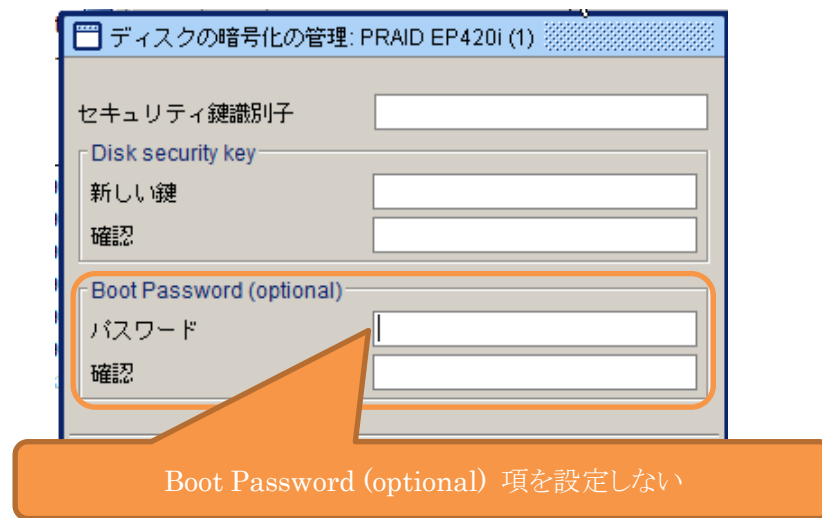 ディスクの暗号化の管理: PRAID EP420i (1)
セキュリティ鍵識別子
Disk security key
新しい鍵
確認
Boot Password (optional)
パスワード
確認
Boot Password (optional) 項を設定しない